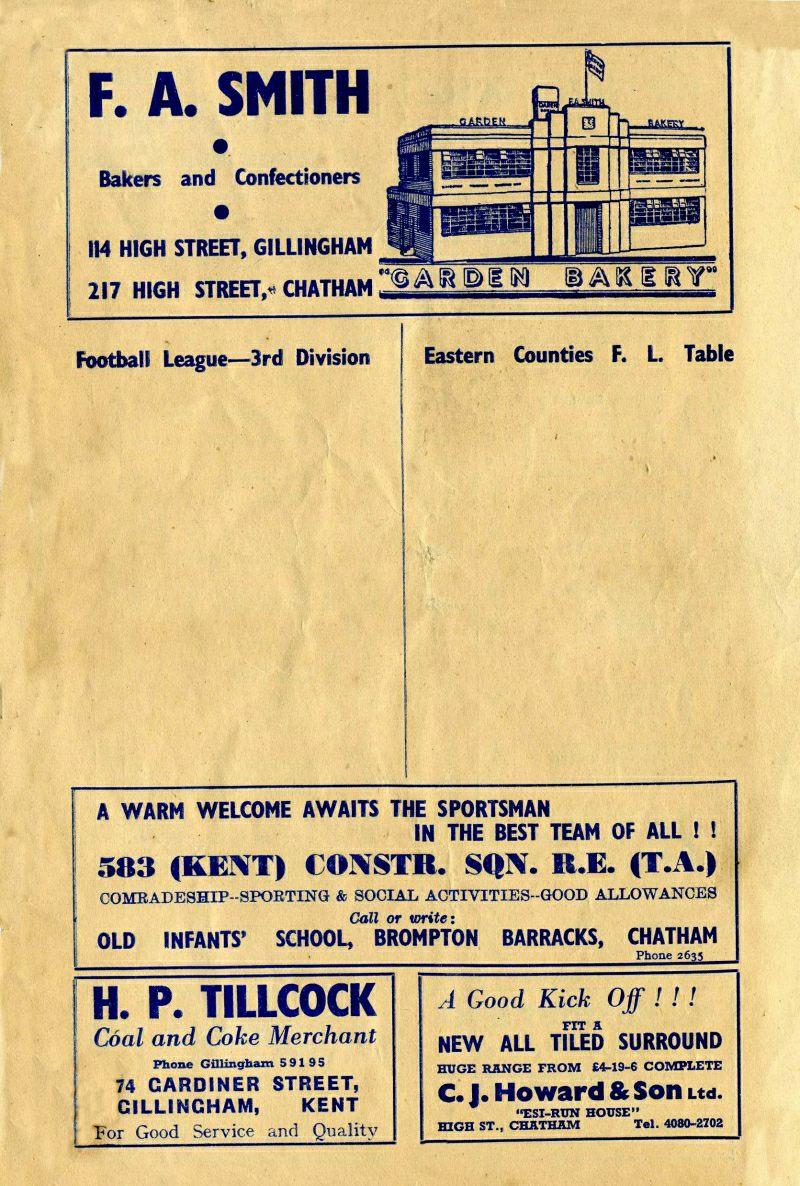 F. A. SMITH
Bakers and Confectioners
114 HIGH STREET, GILLINGHAM
217 HIGH STREET, CHATHAM
F.A. SMITH
GARDEN
BAKERY
"GARDEN BAKERY"
Football League—3rd Division
Eastern Counties F. L. Table
A WARM WELCOME AWAITS THE SPORTSMAN
IN THE BEST TEAM OF ALL ! !
583 (KENT) CONSTR. SQN. R.E. (T.A.)
COMRADESHIP--SPORTING & SOCIAL ACTIVITIES--GOOD ALLOWANCES
Call or write:
OLD INFANTS' SCHOOL, BROMPTON BARRACKS, CHATHAM
Phone 2635
H. P. TILLCOCK
Coal and Coke Merchant
Phone Gillingham 59195
74 GARDINER STREET,
GILLINGHAM, KENT
For Good Service and Quality
A Good Kick Off ! ! !
FIT A
NEW ALL TILED SURROUND
HUGE RANGE FROM £4-19-6 COMPLETE
C. J. Howard & Son Ltd.
"ESI-RUN HOUSE"
HIGH ST., CHATHAM Tel. 4080-2702